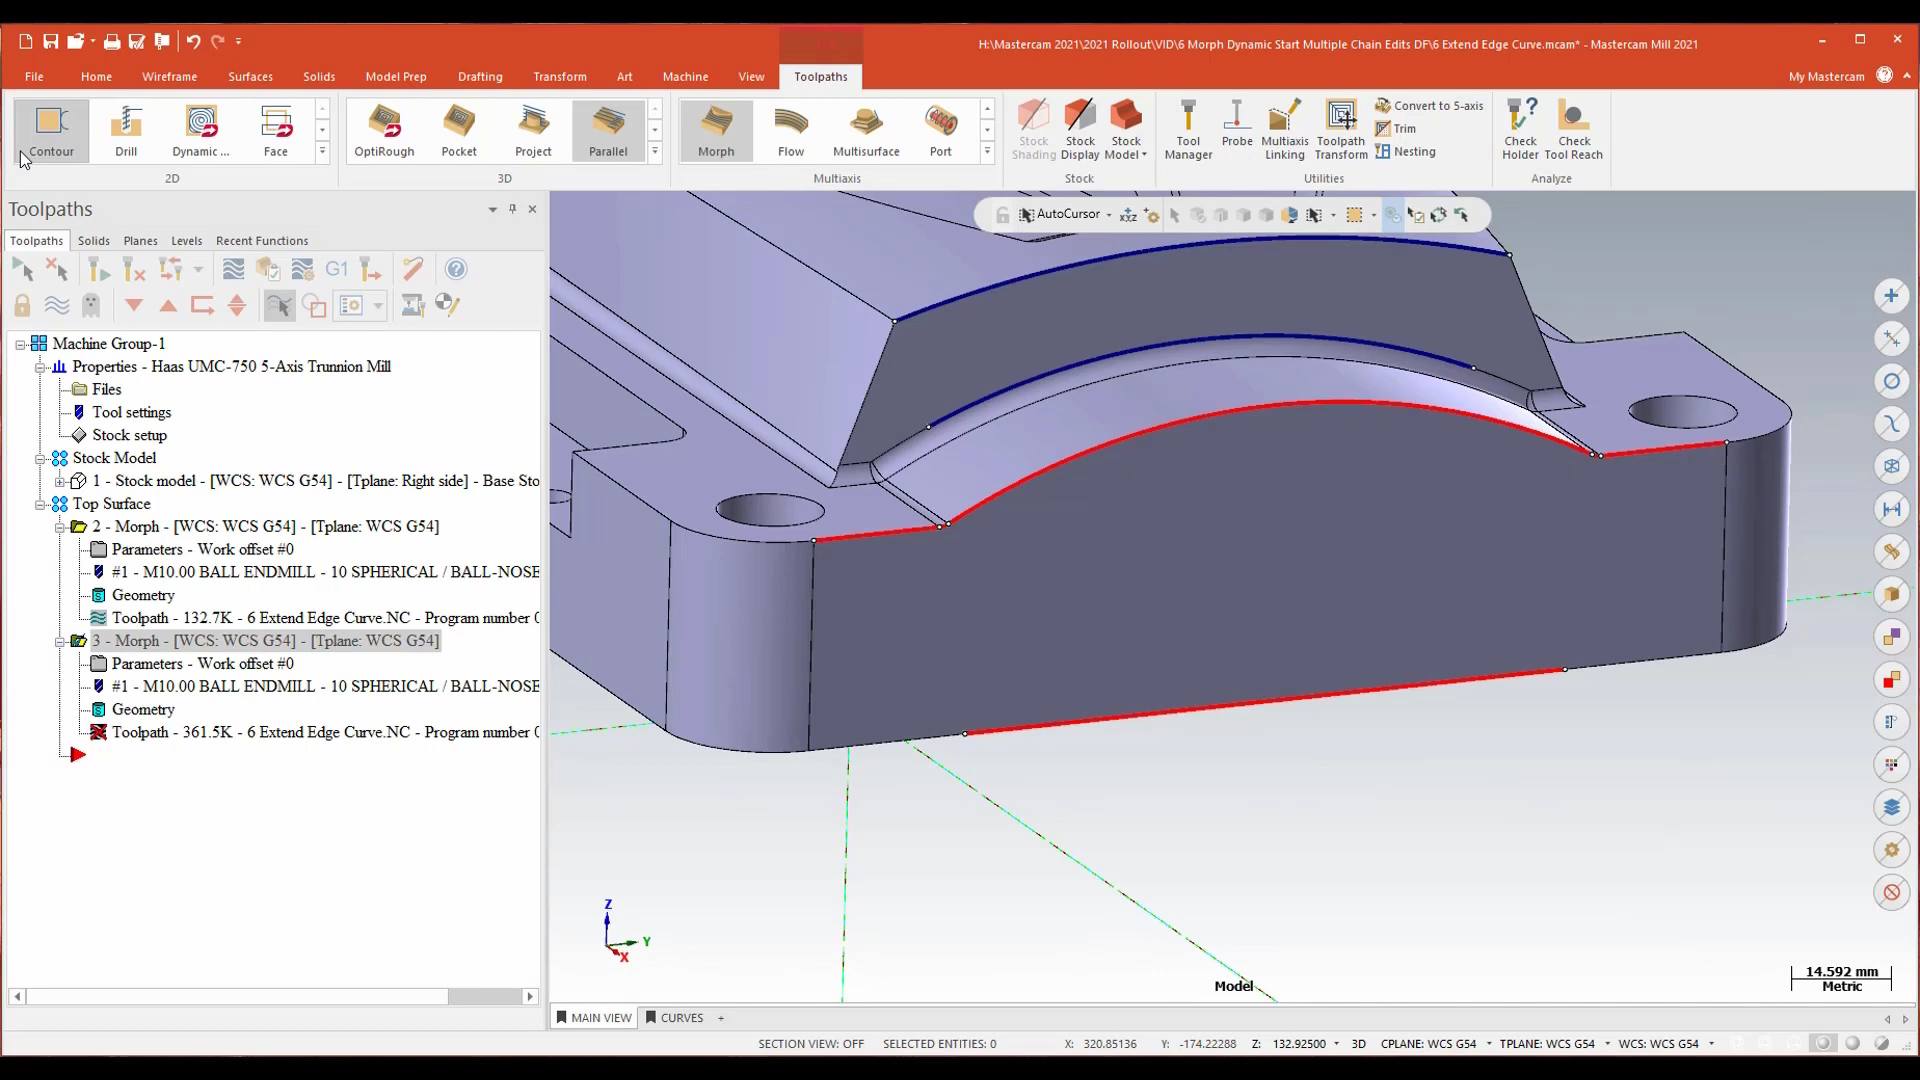 H:\Mastercam 2021\2021 Rollout\VID\6 Morph Dynamic Start Multiple Chain Edits DF\6 Extend Edge Curve.mcam* - Mastercam Mill 2021
File Home Wireframe Surfaces Solids Model Prep Drafting Transform Art Machine View Toolpaths My Mastercam
Contour Drill Dynamic ... Face
2D
OptiRough Pocket Project Parallel
3D
Morph Flow Multisurface Port
Multiaxis
Stock Shading
Stock Display
Stock Model
Stock
Tool Manager
Probe
Multiaxis Linking
Toolpath Transform
Convert to 5-axis
Trim
Nesting
Utilities
Check Holder
Check Tool Reach
Analyze
AutoCursor
Toolpaths
Toolpaths Solids Planes Levels Recent Functions
G1
Machine Group-1
Properties - Haas UMC-750 5-Axis Trunnion Mill
Files
Tool settings
Stock setup
Stock Model
1 - Stock model - [WCS: WCS G54] - [Tplane: Right side] - Base Sto
Top Surface
2 - Morph - [WCS: WCS G54] - [Tplane: WCS G54]
Parameters - Work offset #0
#1 - M10.00 BALL ENDMILL - 10 SPHERICAL / BALL-NOSE
Geometry
Toolpath - 132.7K - 6 Extend Edge Curve.NC - Program number 0
3 - Morph - [WCS: WCS G54] - [Tplane: WCS G54]
Parameters - Work offset #0
#1 - M10.00 BALL ENDMILL - 10 SPHERICAL / BALL-NOSE
Geometry
Toolpath - 361.5K - 6 Extend Edge Curve.NC - Program number 0
Z
Y
X
Model
14.592 mm
Metric
MAIN VIEW CURVES +
SECTION VIEW: OFF SELECTED ENTITIES: 0 X: 320.85136 Y: -174.22288 Z: 132.92500 3D CPLANE: WCS G54 TPLANE: WCS G54 WCS: WCS G54